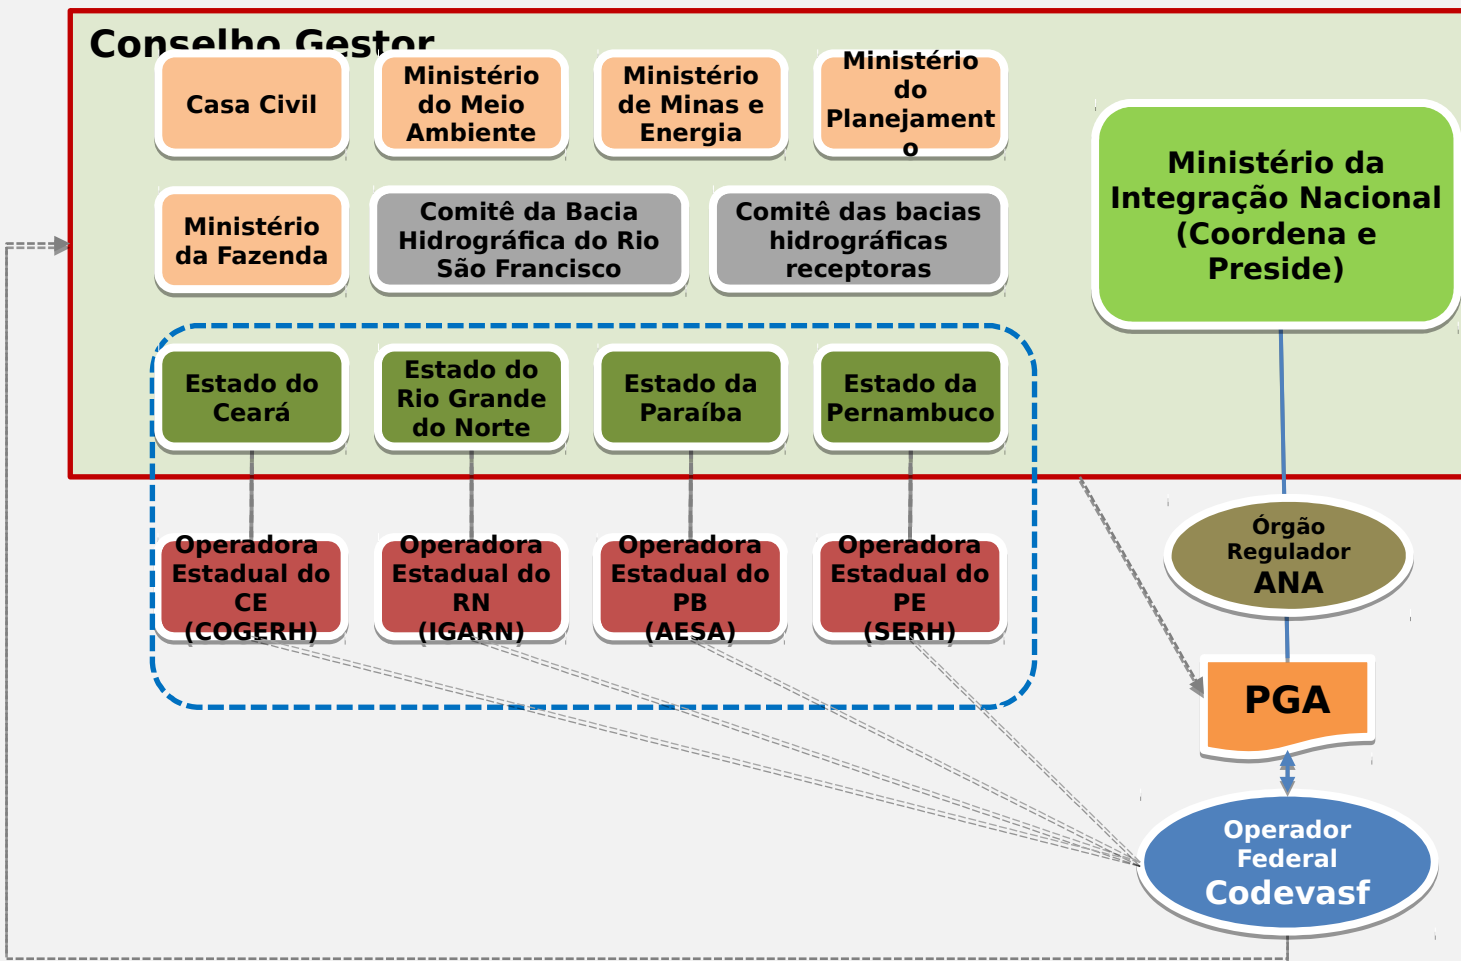 Conselho Gestor
Casa Civil
Ministério
do Meio
Ambiente
Ministério
de Minas e
Energia
Ministério
do
Planejament
o
Ministério da
Integração Nacional
(Coordena e
Preside)
Ministério
da Fazenda
Comitê da Bacia
Hidrográfica do Rio
São Francisco
Comitê das bacias
hidrográficas
receptoras
Estado do
Ceará
Estado do
Rio Grande
do Norte
Estado da
Paraíba
Estado da
Pernambuco
Operadora
Estadual do
CE
(COGERH)
Operadora
Estadual do
RN
(IGARN)
Operadora
Estadual do
PB
(AESA)
Operadora
Estadual do
PE
(SERH)
Órgão
Regulador
ANA
PGA
Operador
Federal
Codevasf